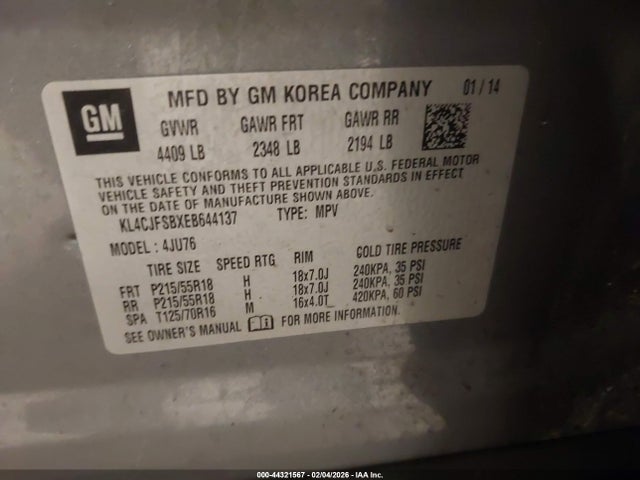 GM
MFD BY GM KOREA COMPANY 01/14
GVWR GAWR FRT GAWR RR
4409 LB 2348 LB 2194 LB
THIS VEHICLE CONFORMS TO ALL APPLICABLE U.S. FEDERAL MOTOR
VEHICLE SAFETY AND THEFT PREVENTION STANDARDS IN EFFECT
ON THE DATE OF MANUFACTURE SHOWN ABOVE.
KL4CJFSBXEB644137 TYPE: MPV
MODEL: 4JU76
TIRE SIZE SPEED RTG RIM COLD TIRE PRESSURE
FRT P215/55R18 H 18x7.0J 240KPA, 35 PSI
RR P215/55R18 H 18x7.0J 240KPA, 35 PSI
SPA T125/70R16 M 16x4.0T 420KPA, 60 PSI
SEE OWNER'S MANUAL FOR MORE INFORMATION.
000-44321567 - 02/04/2026 - IAA Inc.